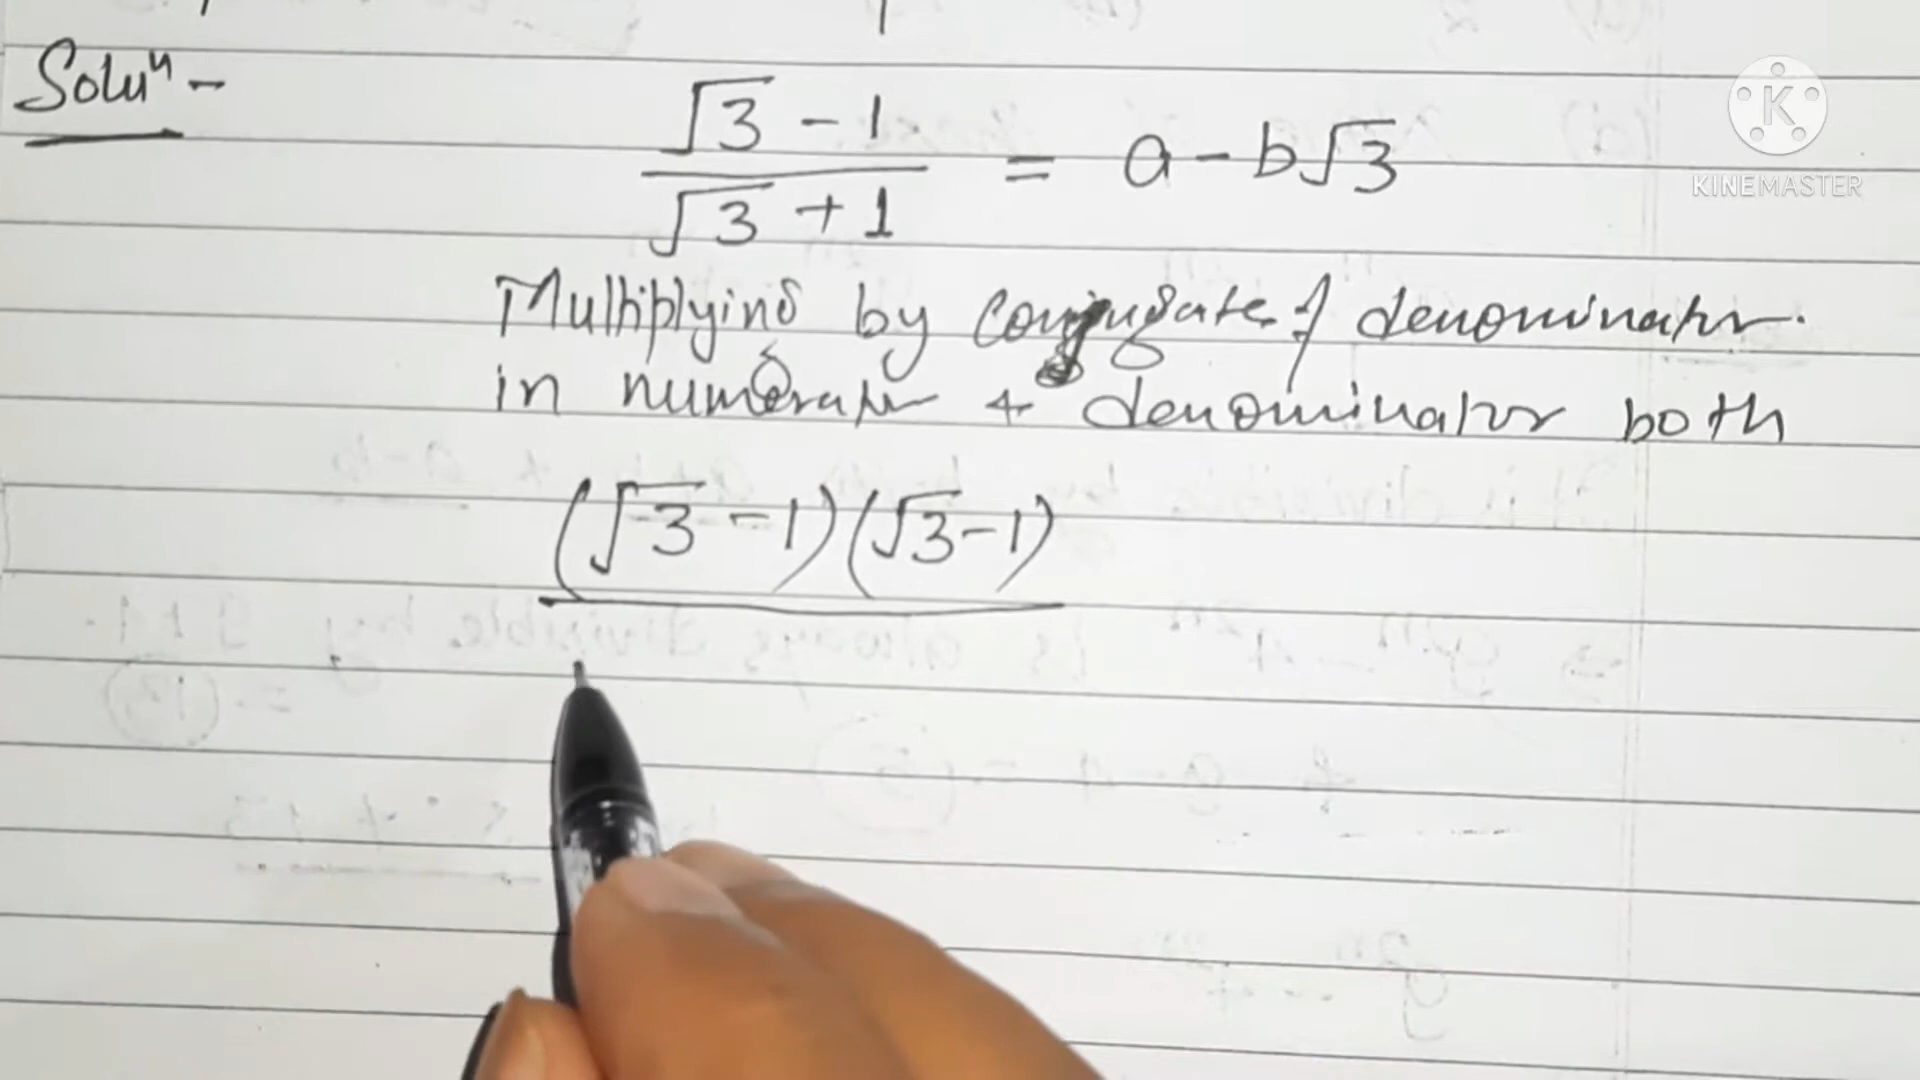 Soluⁿ -
√3 - 1 / √3 + 1 = a - b√3
KINEMASTER
Multiplying by conjugate of denominator.
in numerator & denominator both
(√3 - 1)(√3 - 1)